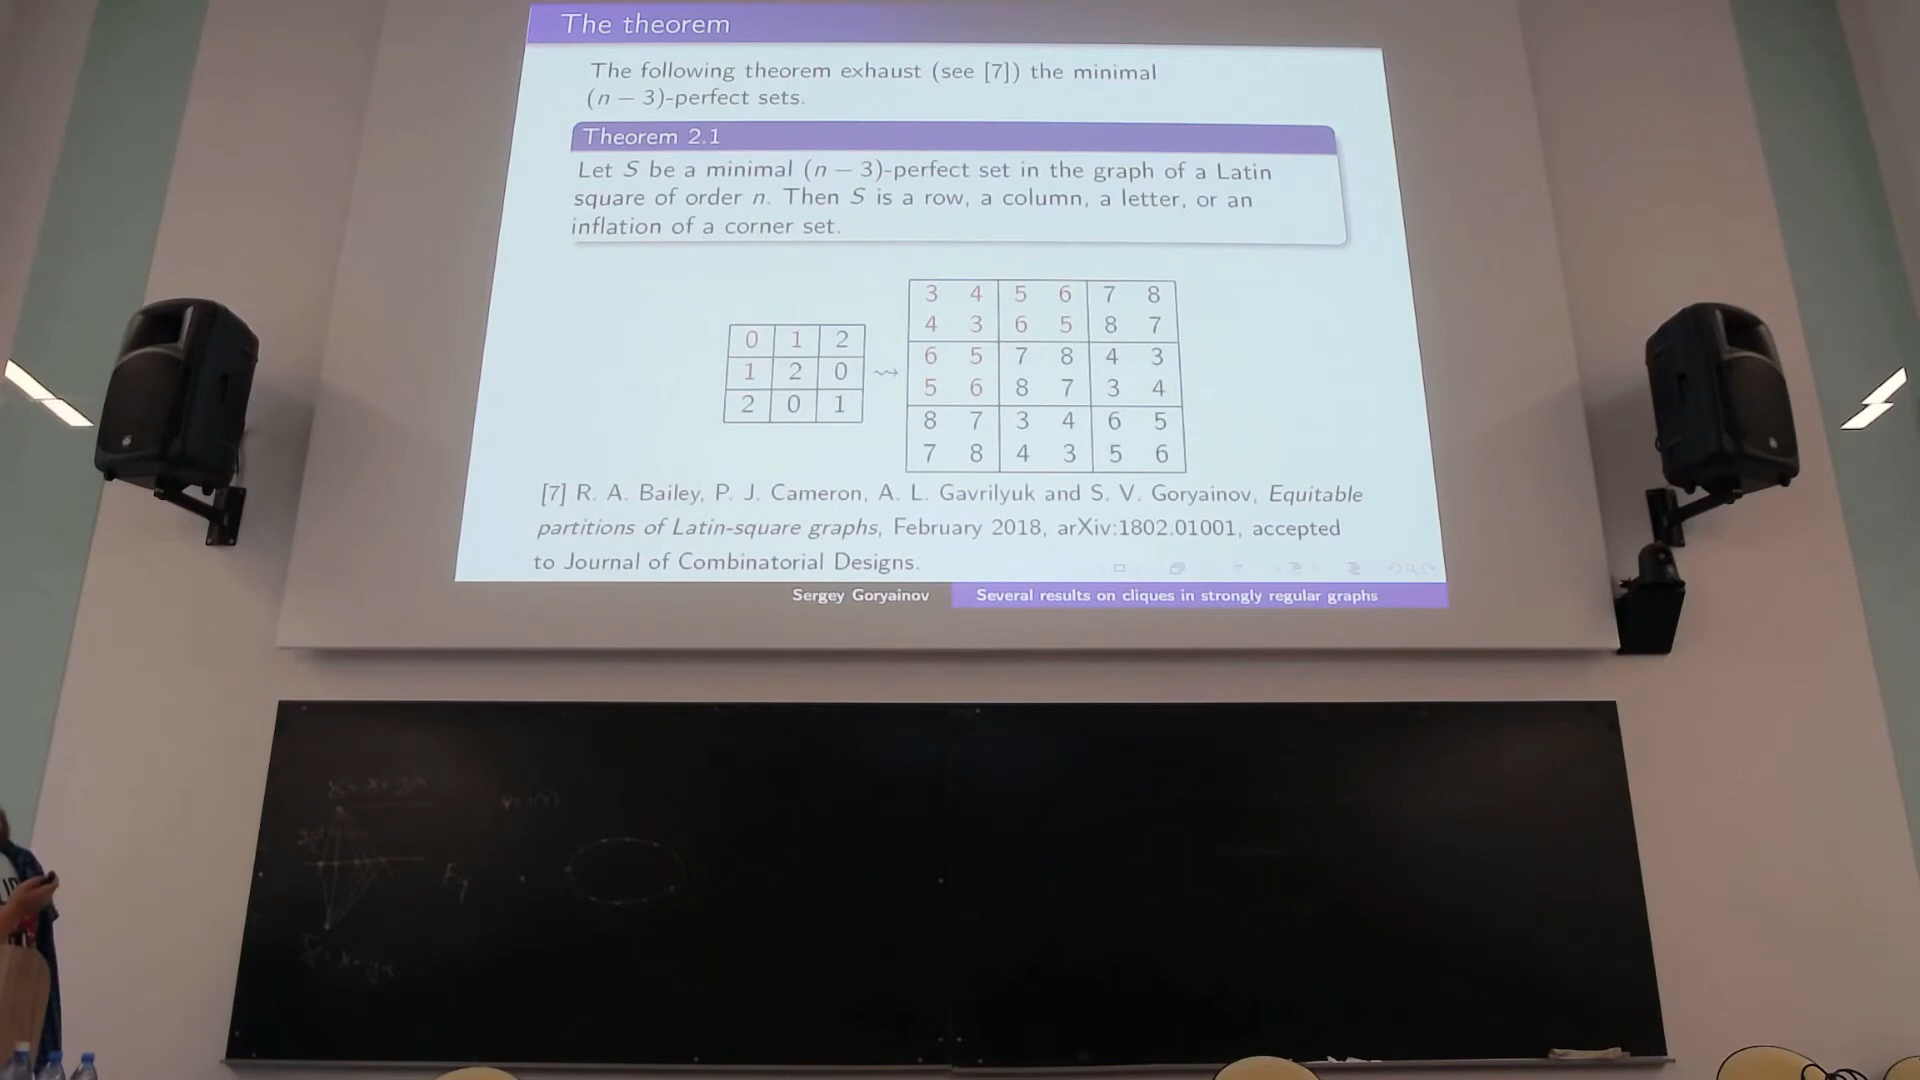 The theorem
The following theorem exhaust (see [7]) the minimal
(n − 3)-perfect sets.
Theorem 2.1
Let S be a minimal (n − 3)-perfect set in the graph of a Latin
square of order n. Then S is a row, a column, a letter, or an
inflation of a corner set.
0 1 2
1 2 0
2 0 1
⇝
3 4 5 6 7 8
4 3 6 5 8 7
6 5 7 8 4 3
5 6 8 7 3 4
8 7 3 4 6 5
7 8 4 3 5 6
[7] R. A. Bailey, P. J. Cameron, A. L. Gavrilyuk and S. V. Goryainov, Equitable
partitions of Latin-square graphs, February 2018, arXiv:1802.01001, accepted
to Journal of Combinatorial Designs.
Sergey Goryainov Several results on cliques in strongly regular graphs